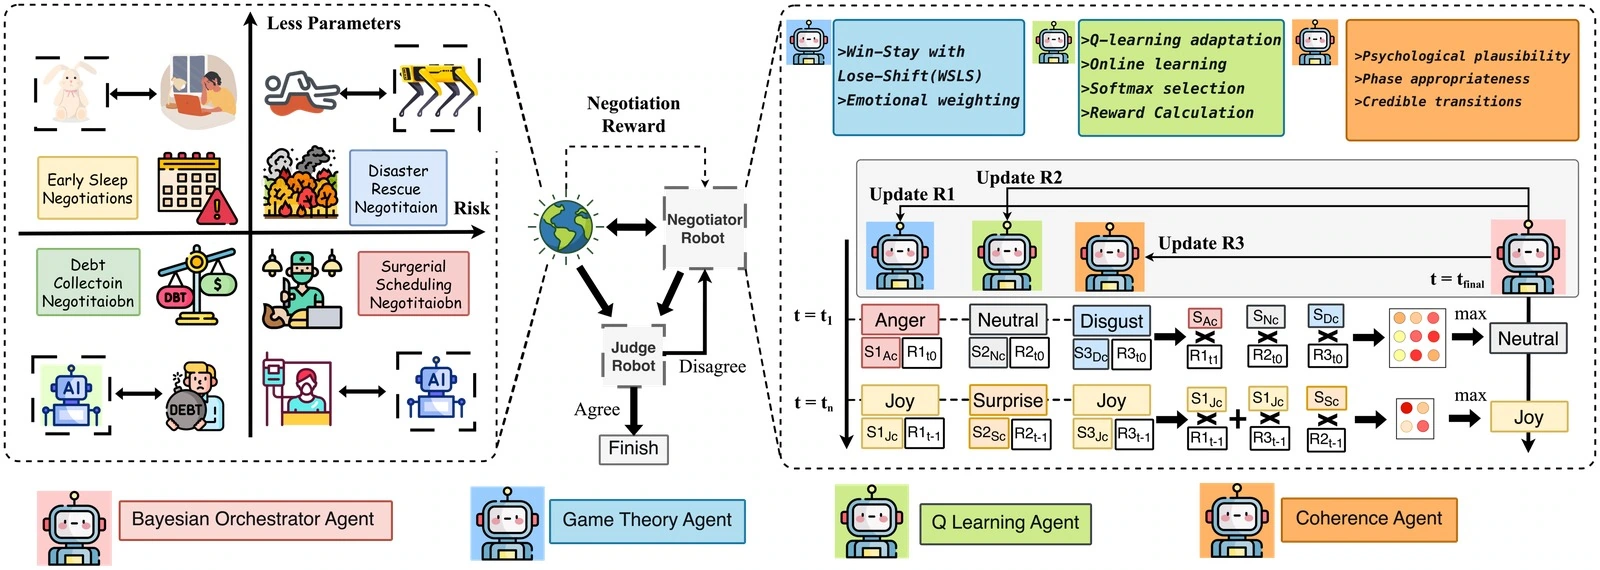 Less Parameters
Early Sleep
Negotiations
Disaster
Rescue
Negotitaion
Risk
Debt
Collectoin
Negotitaiobn
DBT
$
Surgerial
Scheduling
Negotitaiobn
AI
DEBT
AI
Negotiation
Reward
Negotiator
Robot
Judge
Robot
Disagree
Agree
Finish
>Win-Stay with
Lose-Shift(WSLS)
>Emotional weighting
>Q-learning adaptation
>Online learning
>Softmax selection
>Reward Calculation
>Psychological plausibility
>Phase appropriateness
>Credible transitions
Update R1
Update R2
Update R3
t = tfinal
t = t1
Anger
Neutral
Disgust
SAc
SNc
SDc
max
Neutral
S1Ac
R1t0
S2Nc
R2t0
S3Dc
R3t0
R1t1
R2t0
R3t0
t = tn
Joy
Surprise
Joy
S1Jc
S1Jc
SSc
max
Joy
S1Jc
R1t-1
S2Sc
R2t-1
S3Jc
R3t-1
R1t-1
+
R3t-1
R2t-1
Bayesian Orchestrator Agent
Game Theory Agent
Q Learning Agent
Coherence Agent